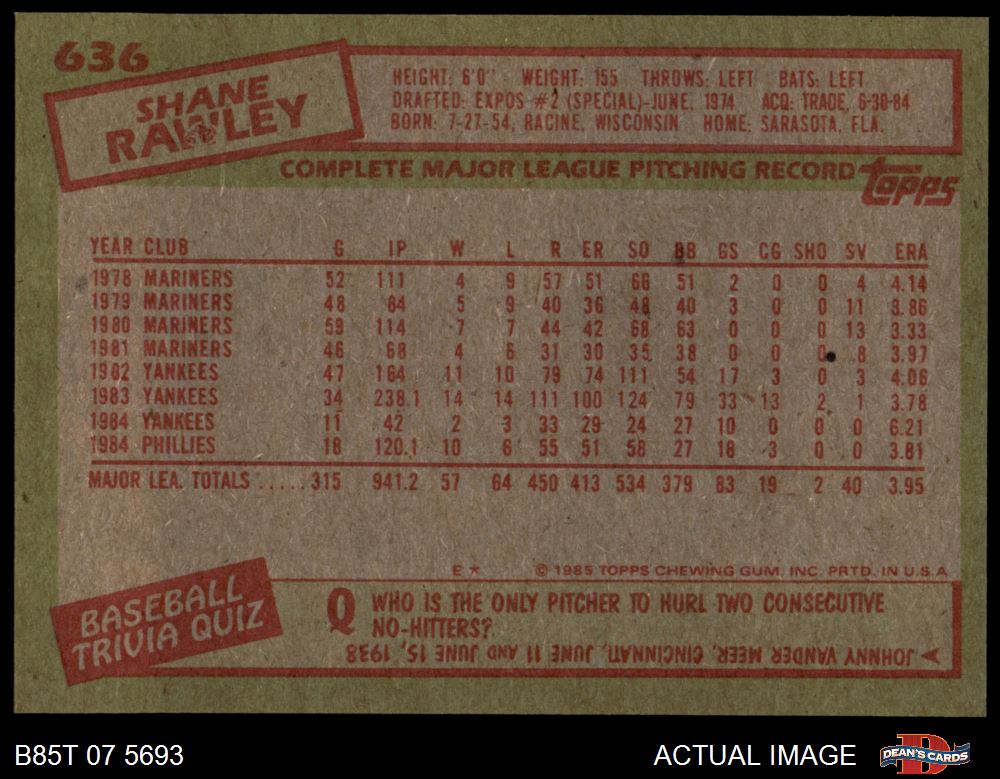 636
SHANE
RAWLEY
HEIGHT: 6'0" WEIGHT: 155 THROWS: LEFT BATS: LEFT
DRAFTED: EXPOS #2 (SPECIAL)-JUNE, 1974 ACQ: TRADE, 6-30-84
BORN: 7-27-54, RACINE, WISCONSIN HOME: SARASOTA, FLA.
COMPLETE MAJOR LEAGUE PITCHING RECORD
topps
YEAR CLUB G IP W L R ER SO BB GS CG SHO SV ERA
1978 MARINERS 52 111 4 9 57 51 66 51 2 0 0 4 4.14
1979 MARINERS 48 84 5 9 40 36 48 40 3 0 0 11 3.86
1980 MARINERS 59 114 7 7 44 42 68 63 0 0 0 13 3.33
1981 MARINERS 46 68 4 6 31 30 35 38 0 0 0 8 3.97
1982 YANKEES 47 164 11 10 79 74 111 54 17 3 0 3 4.06
1983 YANKEES 34 238.1 14 14 111 100 124 79 33 13 2 1 3.78
1984 YANKEES 11 42 2 3 33 29 24 27 10 0 0 0 6.21
1984 PHILLIES 18 120.1 10 6 55 51 58 27 18 3 0 0 3.81
MAJOR LEA. TOTALS ..... 315 941.2 57 64 450 413 534 379 83 19 2 40 3.95
E * © 1985 TOPPS CHEWING GUM, INC. PRTD. IN U.S.A.
BASEBALL
TRIVIA QUIZ
Q WHO IS THE ONLY PITCHER TO HURL TWO CONSECUTIVE
NO-HITTERS?
JOHNNY VANDER MEER, CINCINNATI, JUNE 11 AND JUNE 15, 1938
B85T 07 5693 ACTUAL IMAGE
D
DEAN'S CARDS